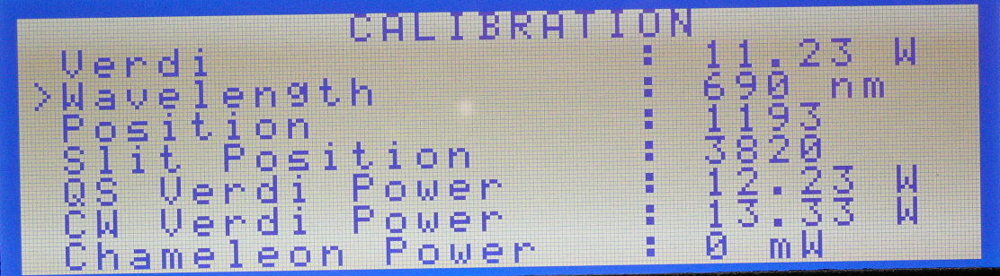 CALIBRATION
Verdi : 11.23 W
>Wavelength : 690 nm
Position : 1193
Slit Position : 3820
QS Verdi Power : 12.23 W
CW Verdi Power : 13.33 W
Chameleon Power : 0 mW